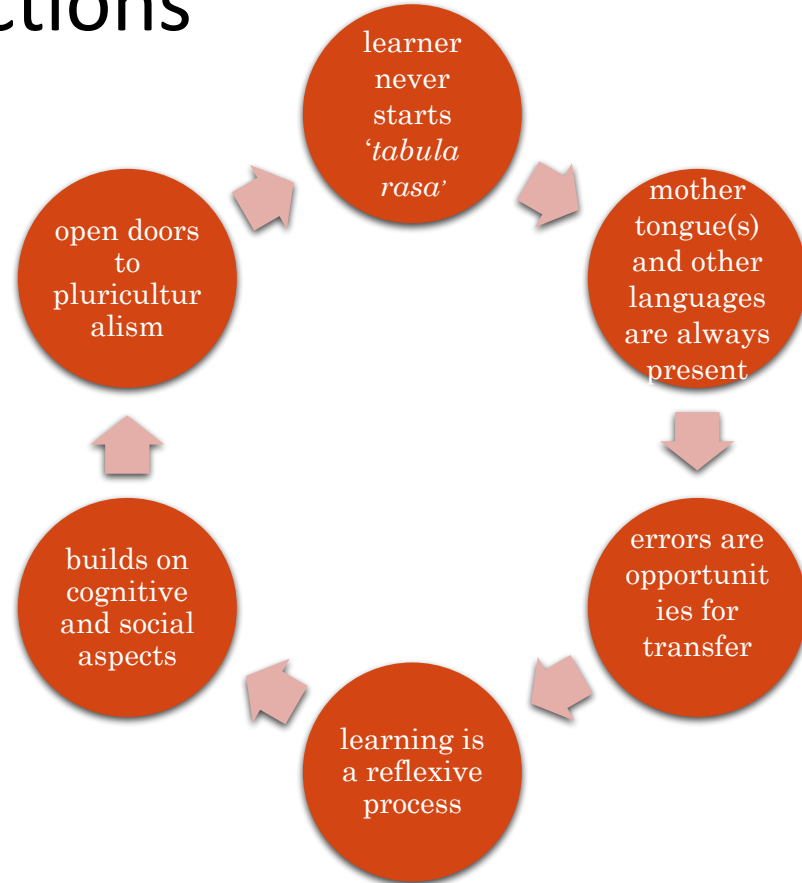 ctions
learner
never
starts
‘tabula
rasa’
mother
tongue(s)
and other
languages
are always
present
errors are
opportunit
ies for
transfer
learning is
a reflexive
process
builds on
cognitive
and social
aspects
open doors
to
pluricultur
alism